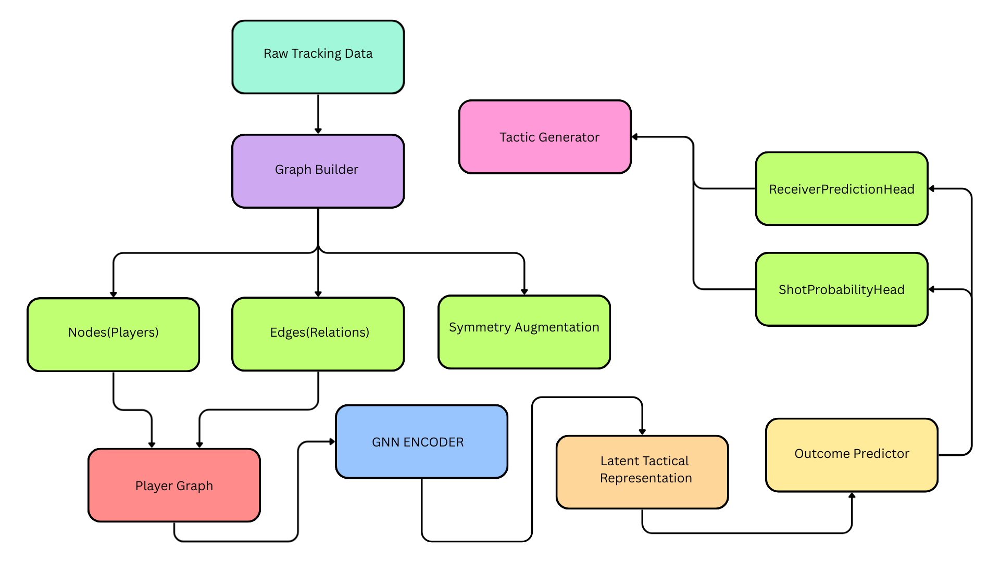 Raw Tracking Data
Graph Builder
Tactic Generator
ReceiverPredictionHead
ShotProbabilityHead
Nodes(Players)
Edges(Relations)
Symmetry Augmentation
Player Graph
GNN ENCODER
Latent Tactical
Representation
Outcome Predictor